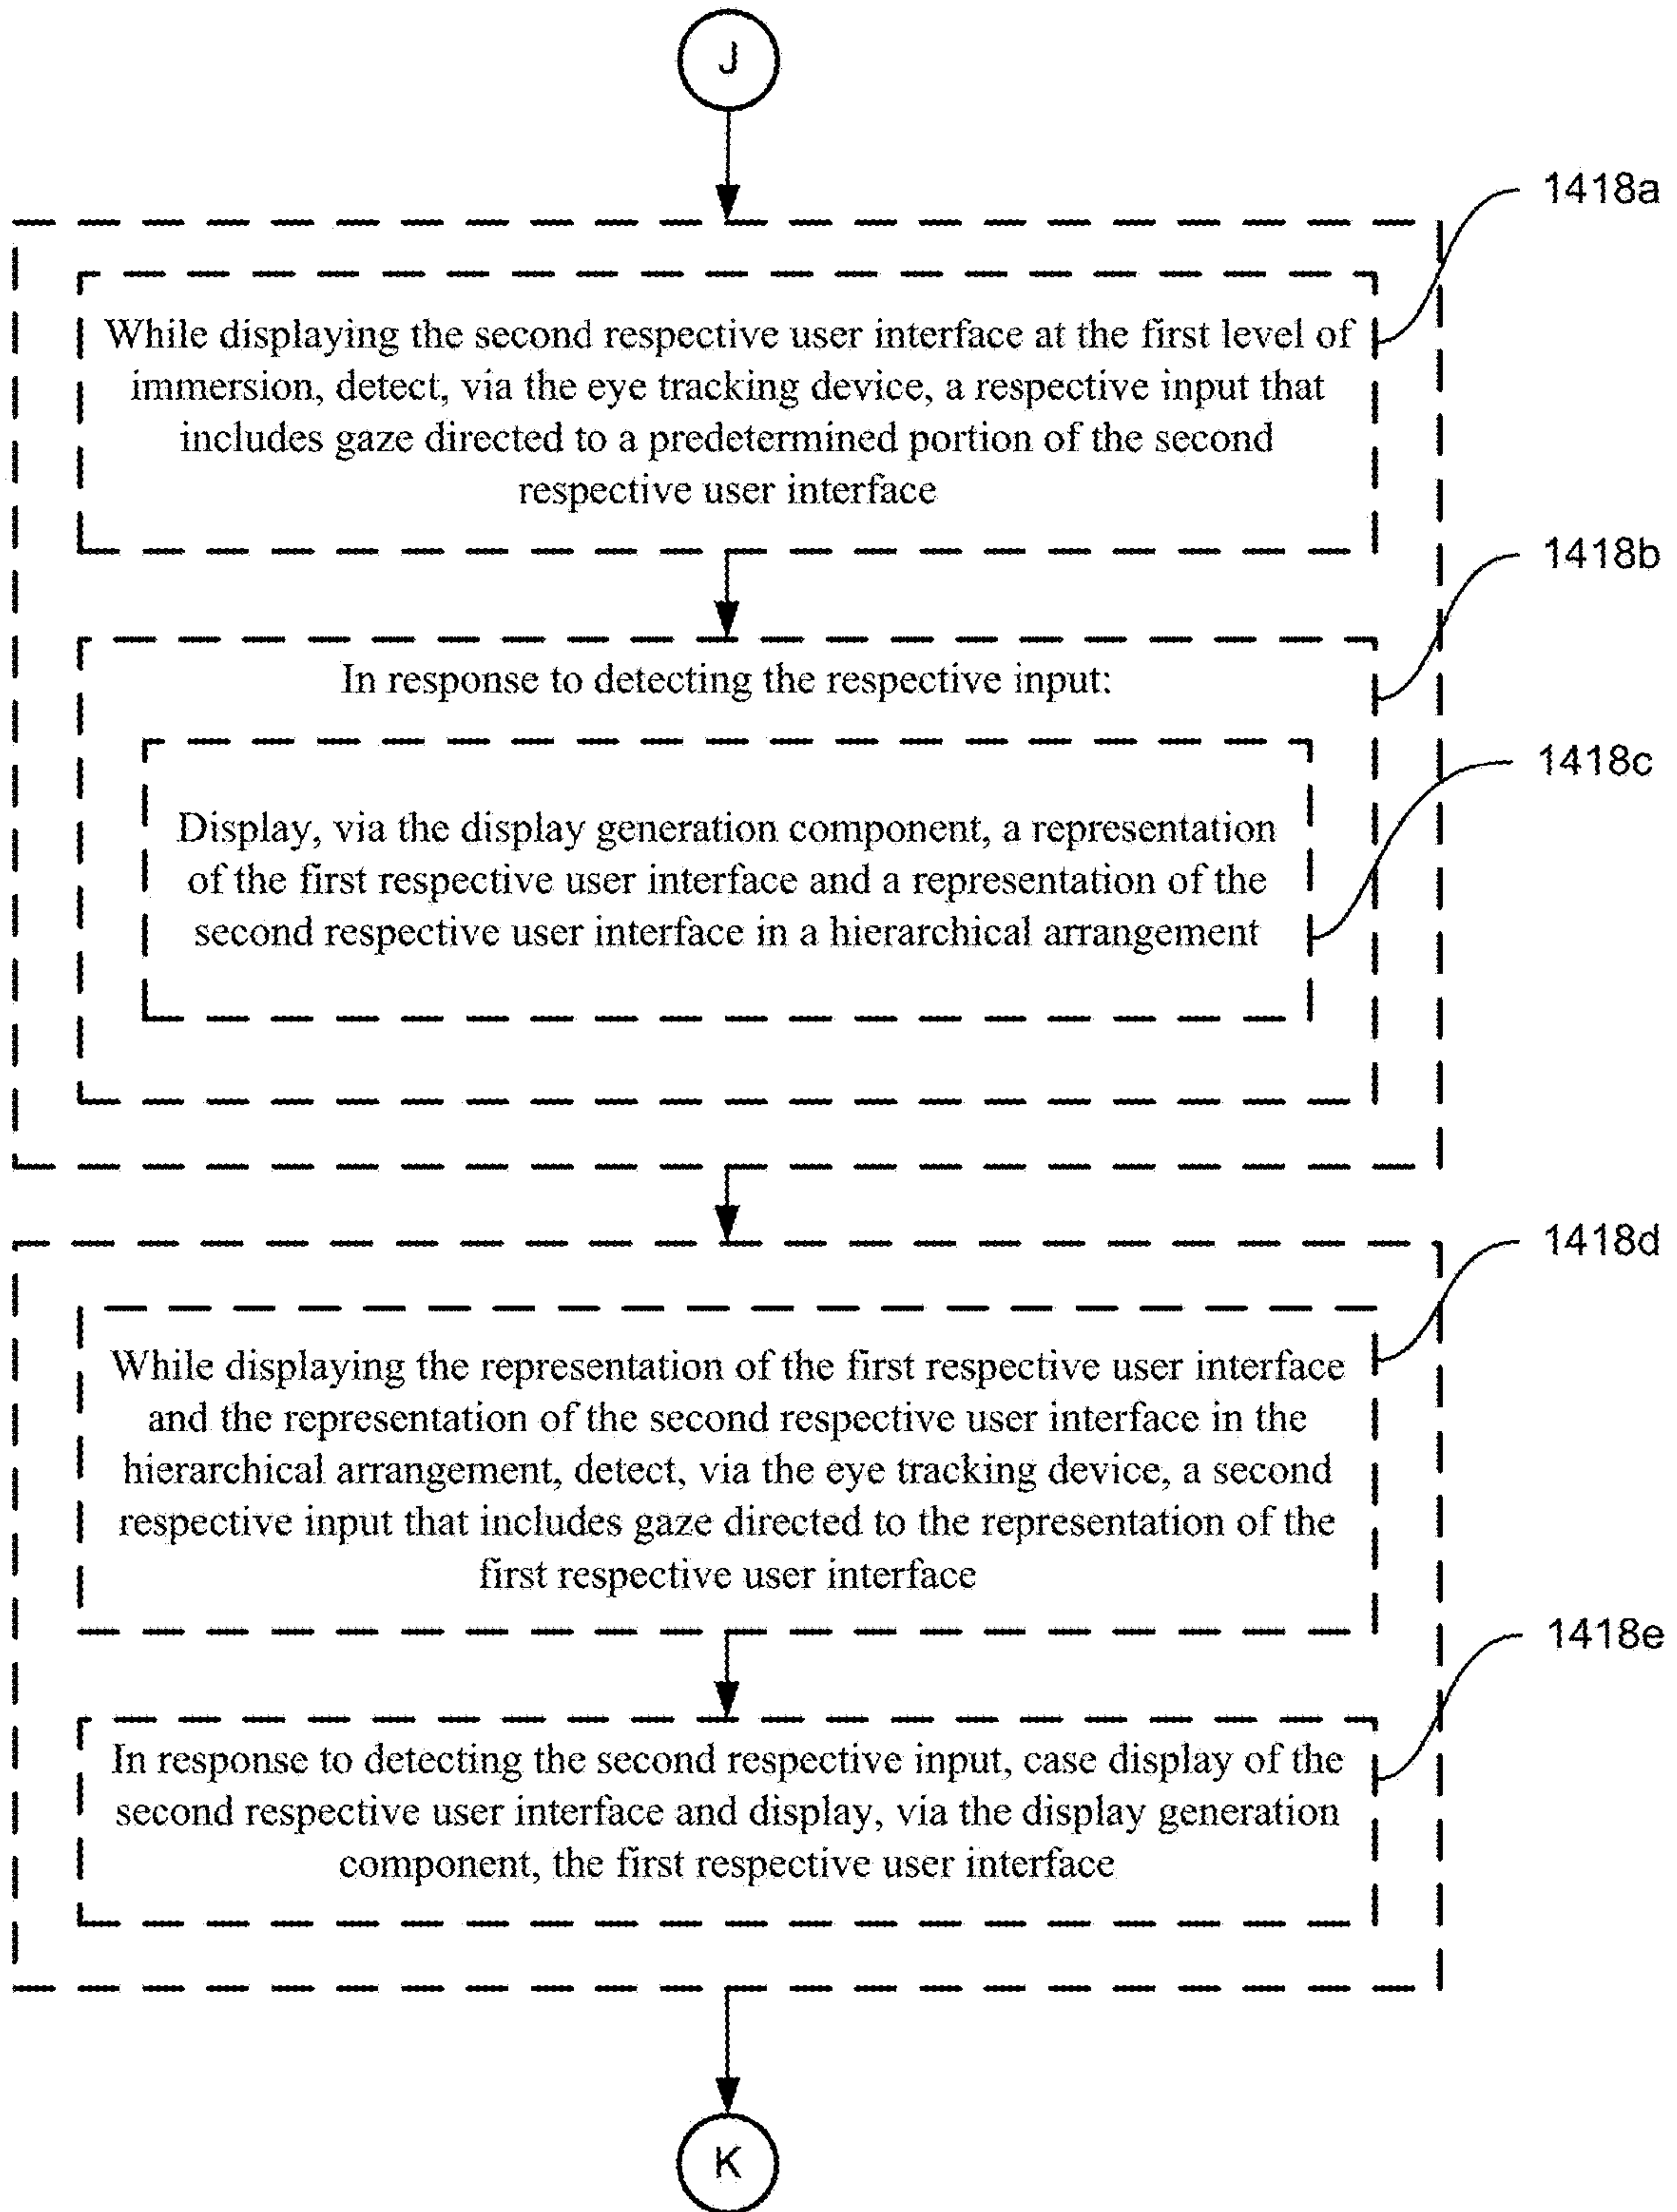 J
1418a
While displaying the second respective user interface at the first level of
immersion, detect, via the eye tracking device, a respective input that
includes gaze directed to a predetermined portion of the second
respective user interface
1418b
In response to detecting the respective input:
1418c
Display, via the display generation component, a representation
of the first respective user interface and a representation of the
second respective user interface in a hierarchical arrangement
1418d
While displaying the representation of the first respective user interface
and the representation of the second respective user interface in the
hierarchical arrangement, detect, via the eye tracking device, a second
respective input that includes gaze directed to the representation of the
first respective user interface
1418e
In response to detecting the second respective input, case display of the
second respective user interface and display, via the display generation
component, the first respective user interface
K